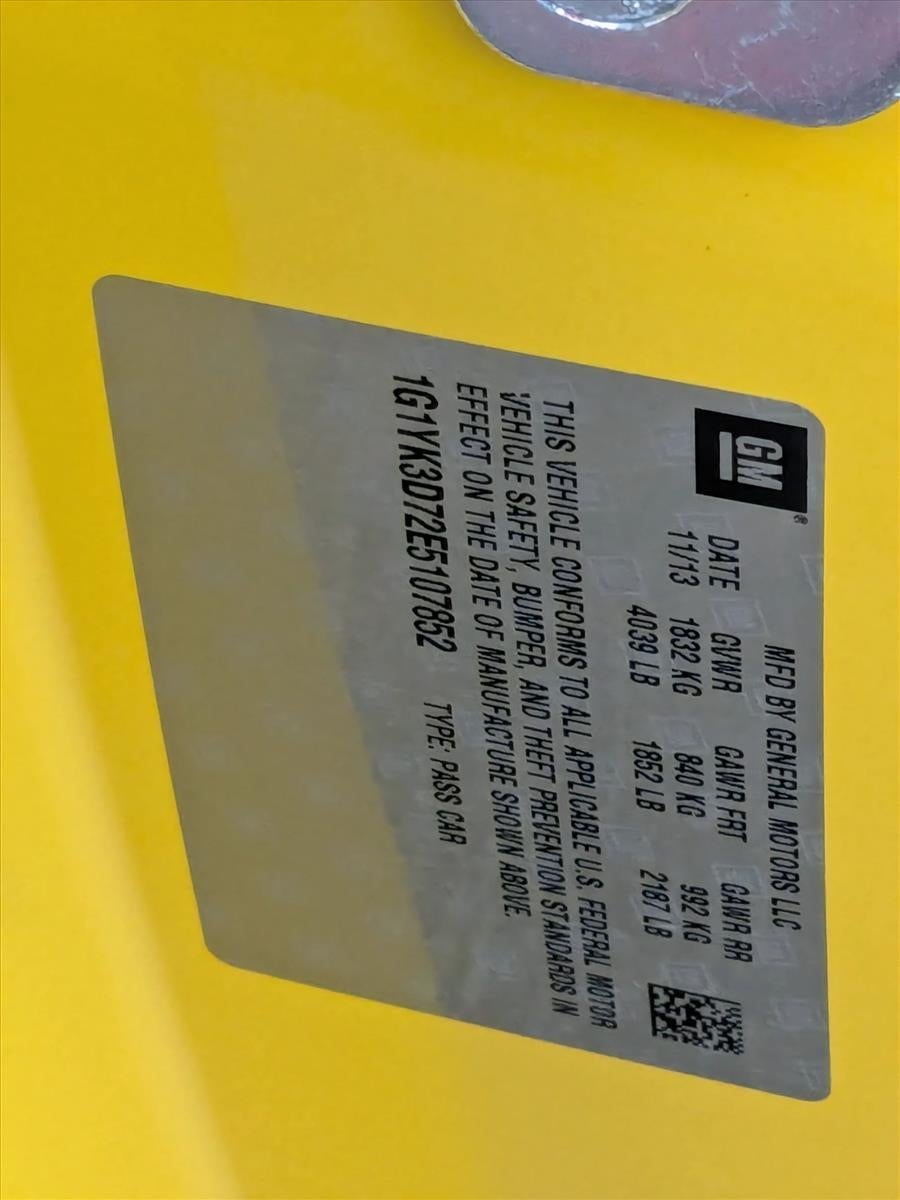 GM®
MFD BY GENERAL MOTORS LLC
DATE GVWR GAWR FRT GAWR RR
11/13 1832 KG 840 KG 992 KG
4039 LB 1852 LB 2187 LB
THIS VEHICLE CONFORMS TO ALL APPLICABLE U.S. FEDERAL MOTOR
VEHICLE SAFETY, BUMPER, AND THEFT PREVENTION STANDARDS IN
EFFECT ON THE DATE OF MANUFACTURE SHOWN ABOVE.
1G1YK3D72E5107852 TYPE: PASS CAR